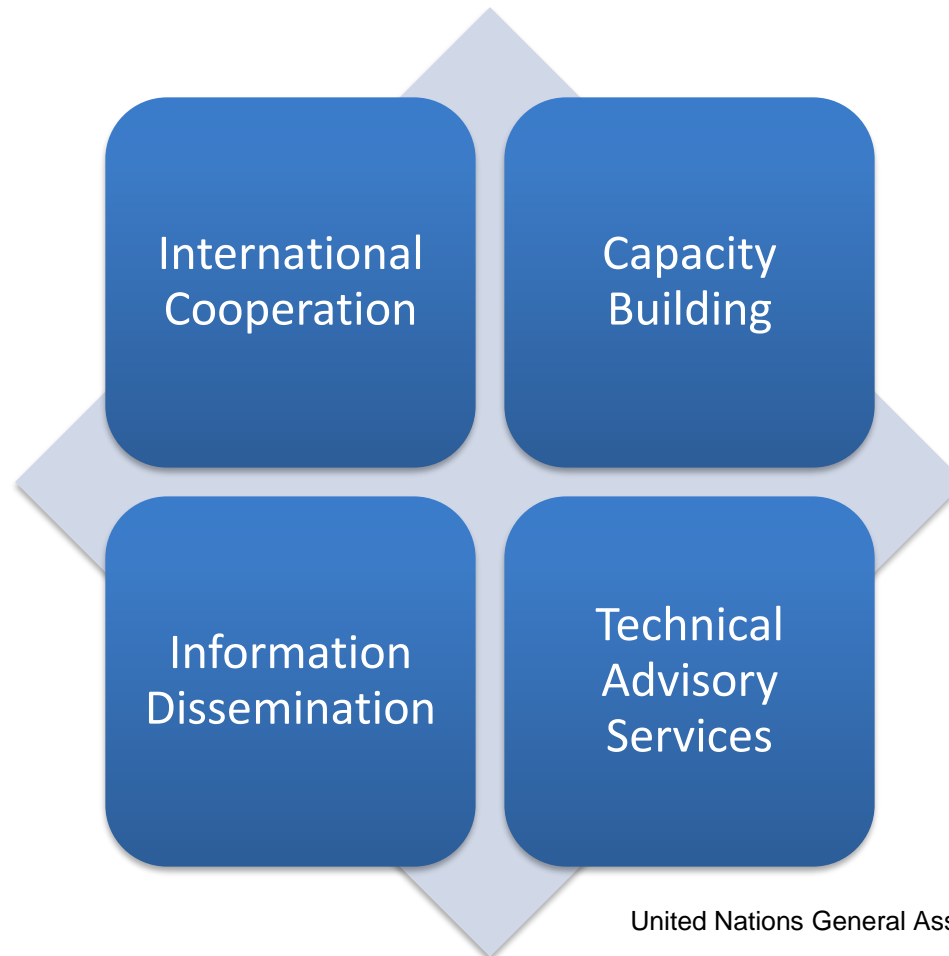 International
Cooperation
Capacity
Building
Information
Dissemination
Technical
Advisory
Services
United Nations General Ass